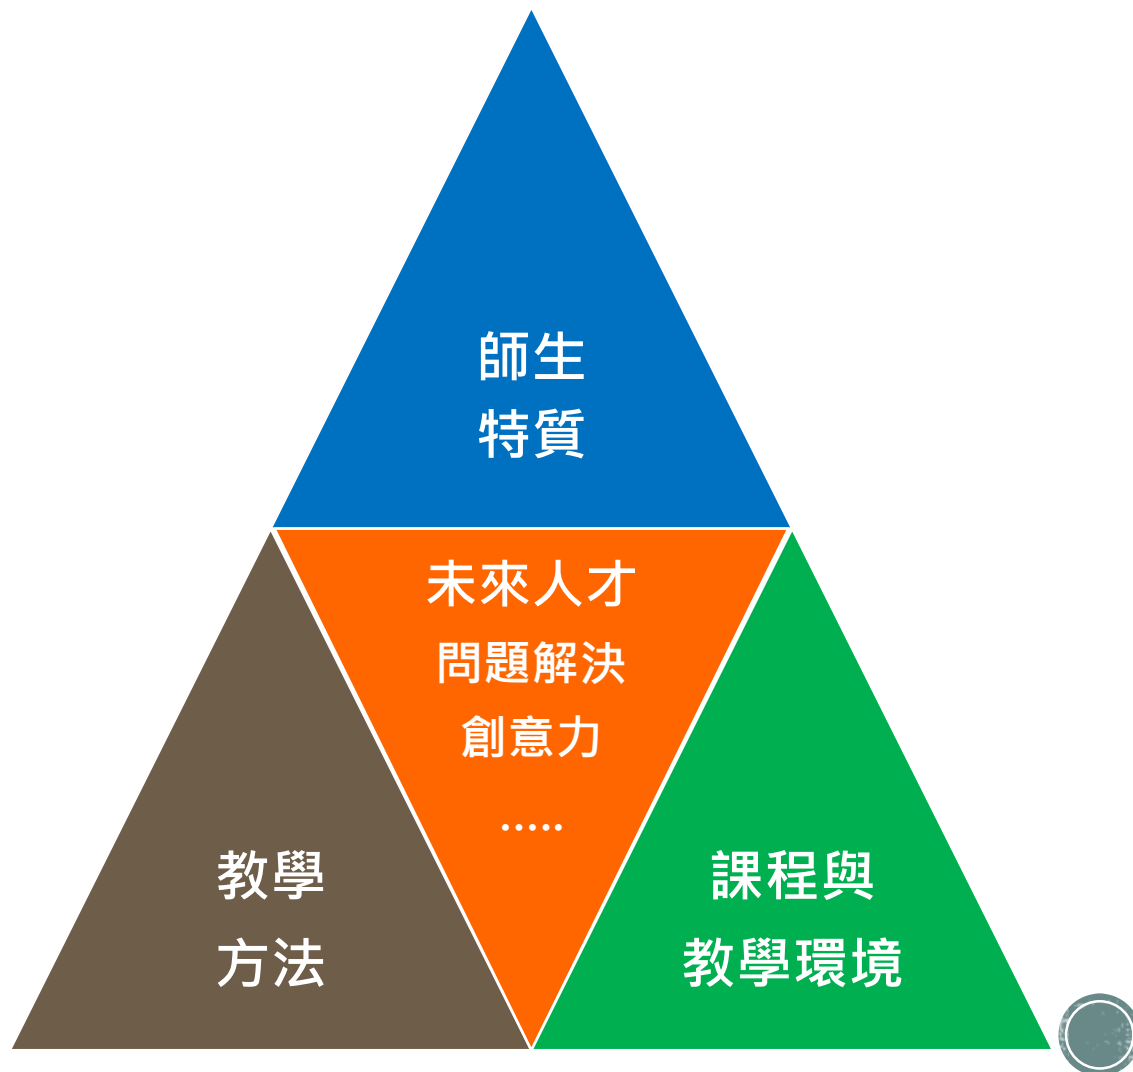 師生
特質
未來人才
問題解決
創意力
.....
教學
方法
課程與
教學環境